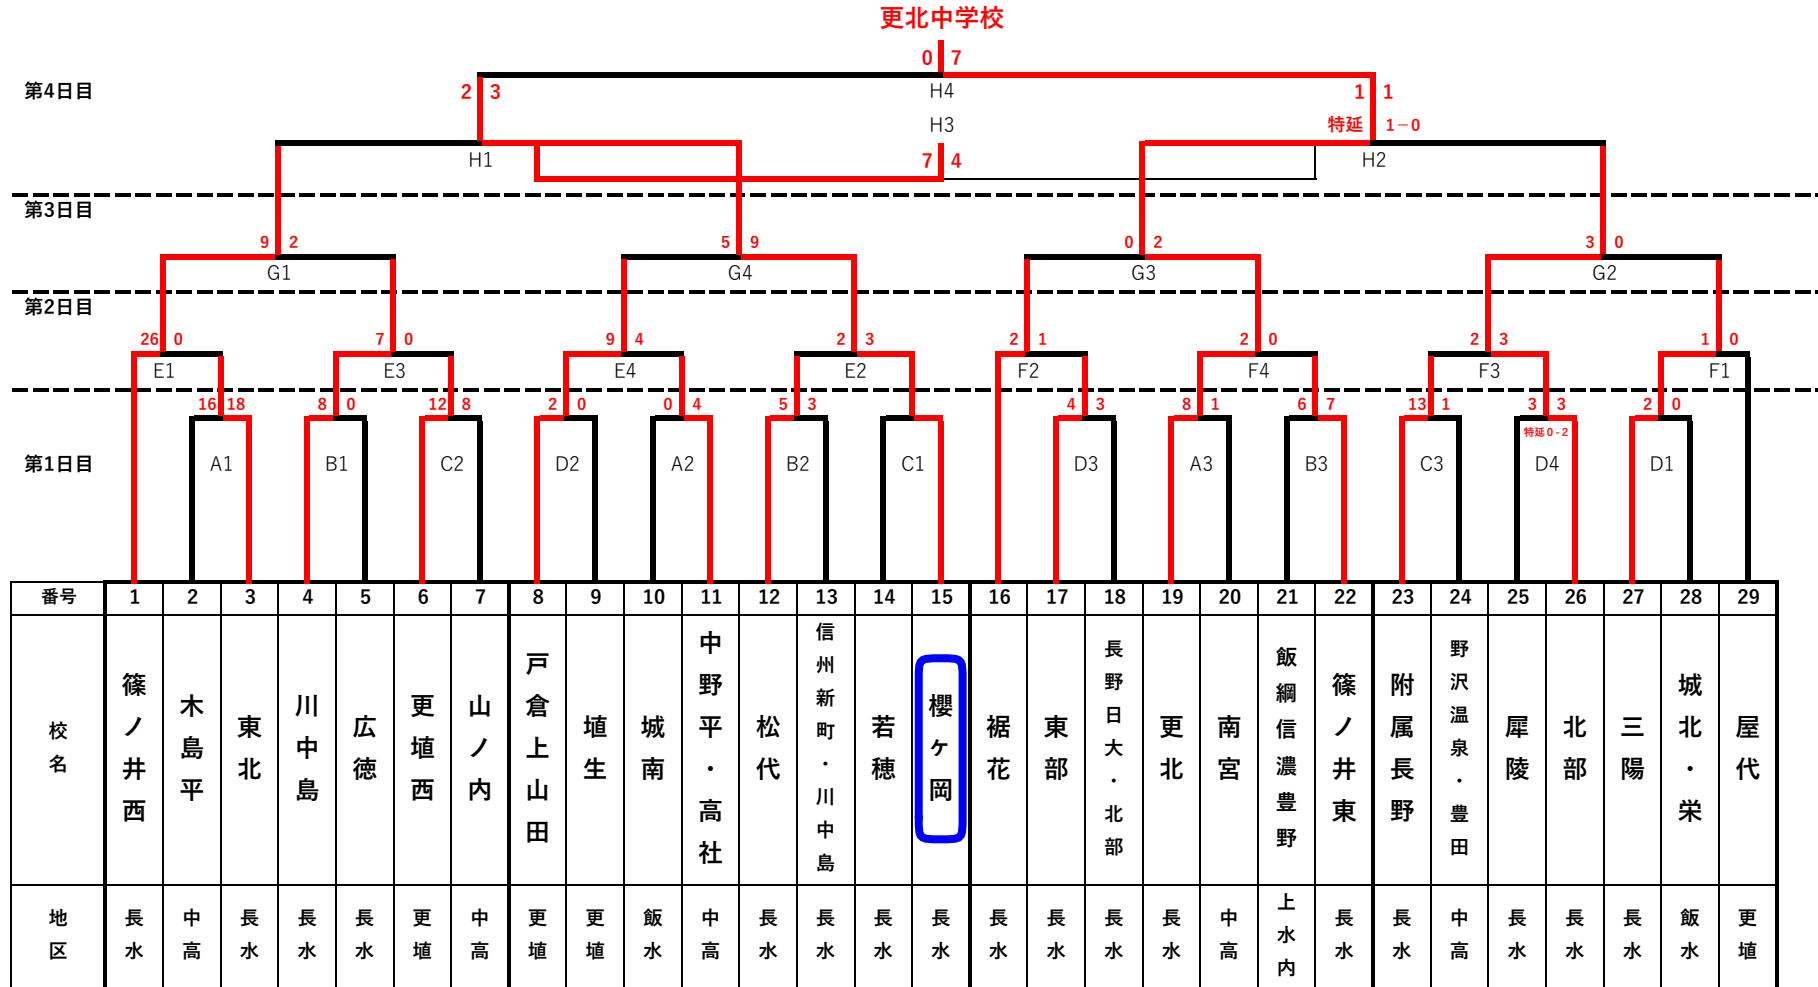 更北中学校
0 7
第4日目
2 3
H4
1 1
H3
特延 1－0
H1
7 4
H2
第3日目
9 2
5 9
0 2
3 0
G1
G4
G3
G2
第2日目
26 0
7 0
9 4
2 3
2 1
2 0
2 3
1 0
E1
E3
E4
E2
F2
F4
F3
F1
16 18
8 0
12 8
2 0
0 4
5 3
4 3
8 1
6 7
13 1
3 3
2 0
特延0-2
第1日目
A1
B1
C2
D2
A2
B2
C1
D3
A3
B3
C3
D4
D1
番号 1 2 3 4 5 6 7 8 9 10 11 12 13 14 15 16 17 18 19 20 21 22 23 24 25 26 27 28 29
校名
篠ノ井西
木島平
東北
川中島
広徳
更埴西
山ノ内
戸倉上山田
埴生
城南
中野平・高社
松代
信州新町・川中島
若穂
櫻ケ岡
裾花
東部
長野日大・北部
更北
南宮
飯綱信濃豊野
篠ノ井東
附属長野
野沢温泉・豊田
犀陵
北部
三陽
城北・栄
屋代
地区
長水
中高
長水
長水
長水
更埴
中高
更埴
更埴
飯水
中高
長水
長水
長水
長水
長水
長水
長水
長水
中高
上水内
長水
長水
中高
長水
長水
長水
飯水
更埴